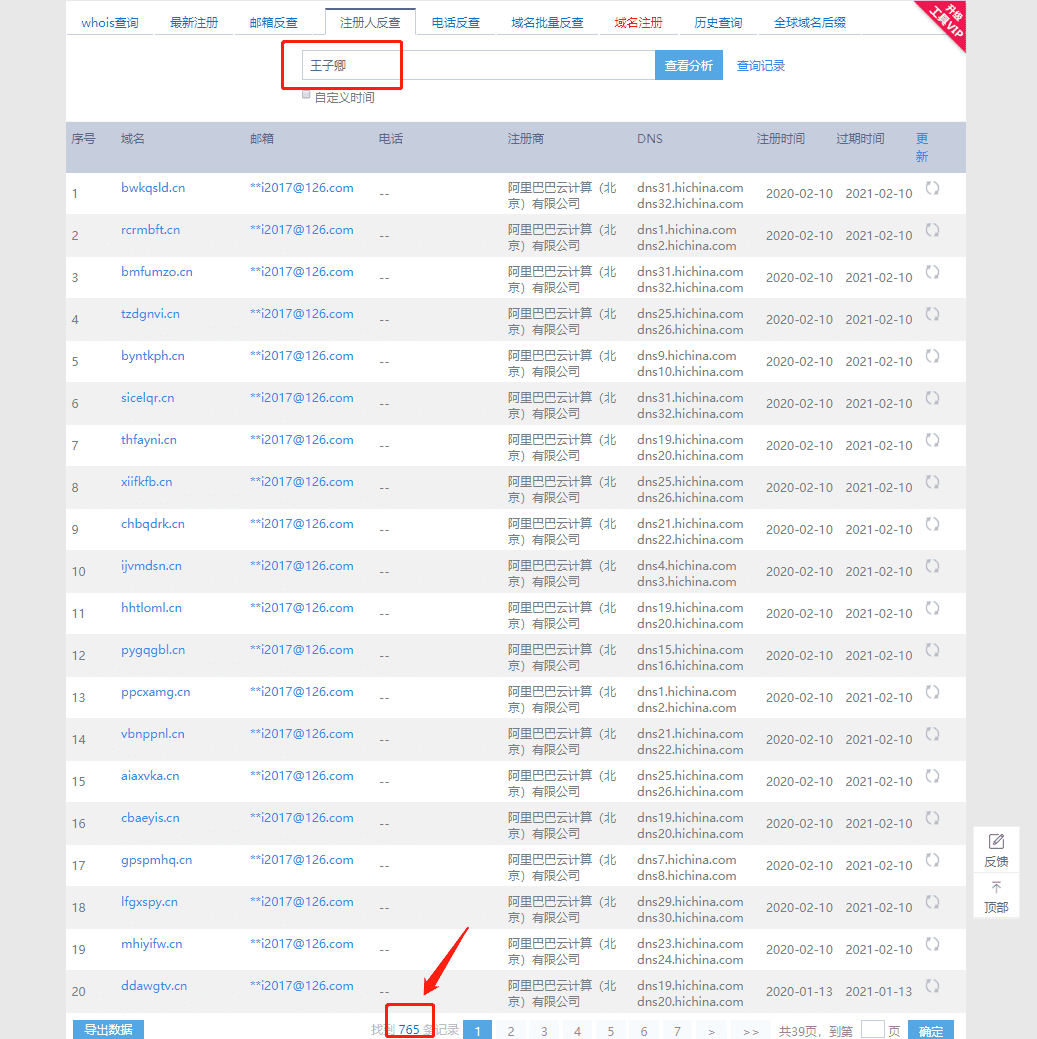 whois查询 最新注册 邮箱反查 注册人反查 电话反查 域名批量反查 域名注册 历史查询 全球域名后缀
升级
工具VIP
王子卿 查看分析 查询记录
自定义时间
序号 域名 邮箱 电话 注册商 DNS 注册时间 过期时间 更
新
1 bwkqsld.cn **i2017@126.com -- 阿里巴巴云计算（北 dns31.hichina.com 2020-02-10 2021-02-10
京）有限公司 dns32.hichina.com
2 rcrmbft.cn **i2017@126.com -- 阿里巴巴云计算（北 dns1.hichina.com 2020-02-10 2021-02-10
京）有限公司 dns2.hichina.com
3 bmfumzo.cn **i2017@126.com -- 阿里巴巴云计算（北 dns31.hichina.com 2020-02-10 2021-02-10
京）有限公司 dns32.hichina.com
4 tzdgnvi.cn **i2017@126.com -- 阿里巴巴云计算（北 dns25.hichina.com 2020-02-10 2021-02-10
京）有限公司 dns26.hichina.com
5 byntkph.cn **i2017@126.com -- 阿里巴巴云计算（北 dns9.hichina.com 2020-02-10 2021-02-10
京）有限公司 dns10.hichina.com
6 sicelqr.cn **i2017@126.com -- 阿里巴巴云计算（北 dns31.hichina.com 2020-02-10 2021-02-10
京）有限公司 dns32.hichina.com
7 thfayni.cn **i2017@126.com -- 阿里巴巴云计算（北 dns19.hichina.com 2020-02-10 2021-02-10
京）有限公司 dns20.hichina.com
8 xiifkfb.cn **i2017@126.com -- 阿里巴巴云计算（北 dns25.hichina.com 2020-02-10 2021-02-10
京）有限公司 dns26.hichina.com
9 chbqdrk.cn **i2017@126.com -- 阿里巴巴云计算（北 dns21.hichina.com 2020-02-10 2021-02-10
京）有限公司 dns22.hichina.com
10 ijvmdsn.cn **i2017@126.com -- 阿里巴巴云计算（北 dns4.hichina.com 2020-02-10 2021-02-10
京）有限公司 dns3.hichina.com
11 hhtloml.cn **i2017@126.com -- 阿里巴巴云计算（北 dns19.hichina.com 2020-02-10 2021-02-10
京）有限公司 dns20.hichina.com
12 pygqgbl.cn **i2017@126.com -- 阿里巴巴云计算（北 dns15.hichina.com 2020-02-10 2021-02-10
京）有限公司 dns16.hichina.com
13 ppcxamg.cn **i2017@126.com -- 阿里巴巴云计算（北 dns1.hichina.com 2020-02-10 2021-02-10
京）有限公司 dns2.hichina.com
14 vbnppnl.cn **i2017@126.com -- 阿里巴巴云计算（北 dns21.hichina.com 2020-02-10 2021-02-10
京）有限公司 dns22.hichina.com
15 aiaxvka.cn **i2017@126.com -- 阿里巴巴云计算（北 dns25.hichina.com 2020-02-10 2021-02-10
京）有限公司 dns26.hichina.com
16 cbaeyis.cn **i2017@126.com -- 阿里巴巴云计算（北 dns19.hichina.com 2020-02-10 2021-02-10
京）有限公司 dns20.hichina.com
17 gpspmhq.cn **i2017@126.com -- 阿里巴巴云计算（北 dns7.hichina.com 2020-02-10 2021-02-10
京）有限公司 dns8.hichina.com
18 lfgxspy.cn **i2017@126.com -- 阿里巴巴云计算（北 dns29.hichina.com 2020-02-10 2021-02-10
京）有限公司 dns30.hichina.com
19 mhiyifw.cn **i2017@126.com -- 阿里巴巴云计算（北 dns23.hichina.com 2020-02-10 2021-02-10
京）有限公司 dns24.hichina.com
20 ddawgtv.cn **i2017@126.com -- 阿里巴巴云计算（北 dns19.hichina.com 2020-01-13 2021-01-13
京）有限公司 dns20.hichina.com
反馈
顶部
导出数据 找到 765 条记录 1 2 3 4 5 6 7 > >> 共39页，到第 页 确定